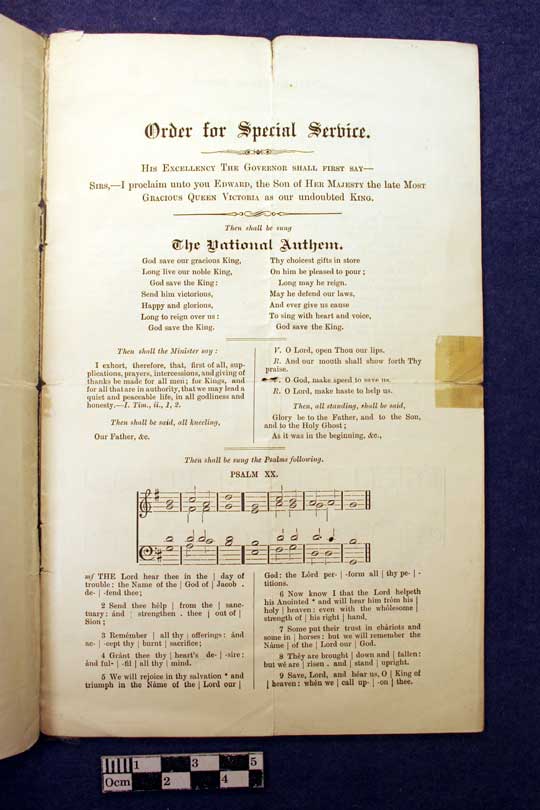 Order for Special Service.
HIS EXCELLENCY THE GOVERNOR SHALL FIRST SAY—
SIRS,—I proclaim unto you EDWARD, the Son of HER MAJESTY the late MOST
GRACIOUS QUEEN VICTORIA as our undoubted KING.
Then shall be sung
The National Anthem.
God save our gracious King,
Long live our noble King,
God save the King:
Send him victorious,
Happy and glorious,
Long to reign over us:
God save the King.
Thy choicest gifts in store
On him be pleased to pour;
Long may he reign.
May he defend our laws,
And ever give us cause
To sing with heart and voice,
God save the King.
Then shall the Minister say:
I exhort, therefore, that, first of all, sup-
plications, prayers, intercessions, and giving of
thanks be made for all men; for Kings, and
for all that are in authority, that we may lead a
quiet and peaceable life, in all godliness and
honesty.—I. Tim., ii., 1, 2.
Then shall be said, all kneeling,
Our Father, &c.
V. O Lord, open Thou our lips.
R. And our mouth shall show forth Thy
praise.
V. O God, make speed to save us.
R. O Lord, make haste to help us.
Then, all standing, shall be said,
Glory be to the Father, and to the Son,
and to the Holy Ghost;
As it was in the beginning, &c.,
Then shall be sung the Psalms following.
PSALM XX.
mf THE Lord hear thee in the | day of
trouble: the Name of the | God of | Jacob .
de- | -fend thee;
2 Send thee hélp | from the | sanc-
tuary: ánd | strengthen . thee | out of |
Sion;
3 Remémber | all thy | offerings: ánd
ac- | -cept thy | burnt | sacrifice;
4 Gránt thee thy | heart's de- | -sire:
ánd ful- | -fil | all thy | mind.
5 We will rejoice in thy salvation * and
triumph in the Náme of the | Lord our |
God: the Lórd per- | -form all | thy pe- | -
titions.
6 Now know I that the Lord helpeth
his Anointed * and will hear him fróm his |
holy | heaven: even with the whólesome |
strength of | his right | hand.
7 Some put their trust in cháriots and
some in | horses: but we will remember the
Náme | of the | Lord our | God.
8 Théy are brought | down and | fallen:
but wé are | risen . and | stand | upright.
9 Save, Lord, and héar us, O | King of
| heaven: whén we | call up- | -on | thee.
0cm 1 2 3 4 5